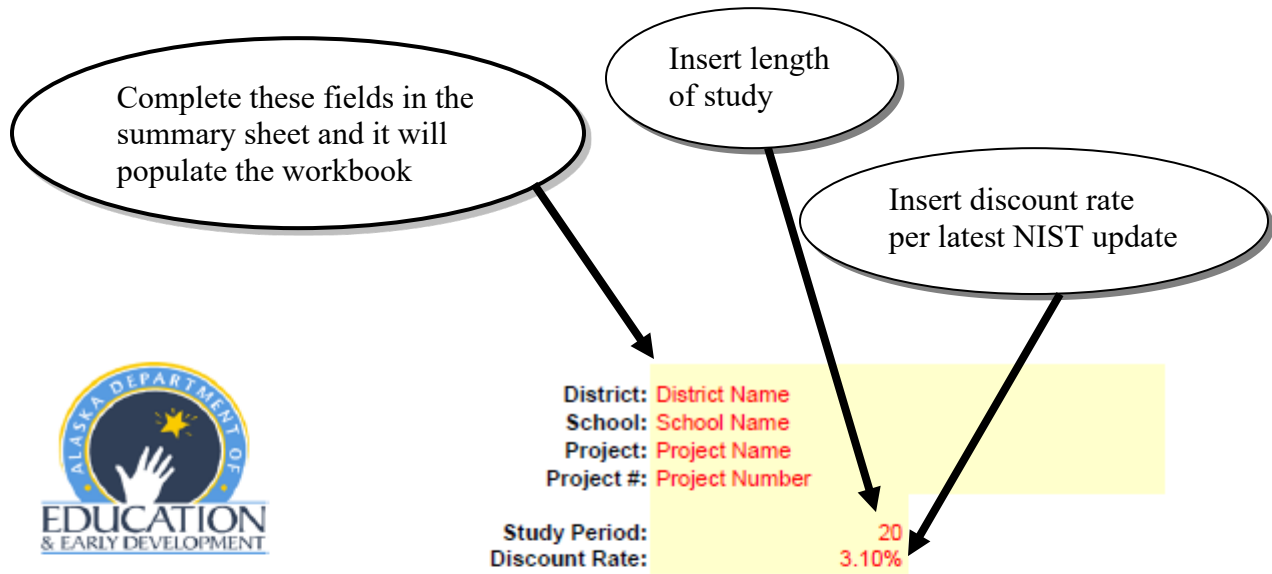 Complete these fields in the
summary sheet and it will
populate the workbook
Insert length
of study
Insert discount rate
per latest NIST update
ALASKA DEPARTMENT OF
EDUCATION
& EARLY DEVELOPMENT
District: District Name
School: School Name
Project: Project Name
Project #: Project Number
Study Period: 20
Discount Rate: 3.10%